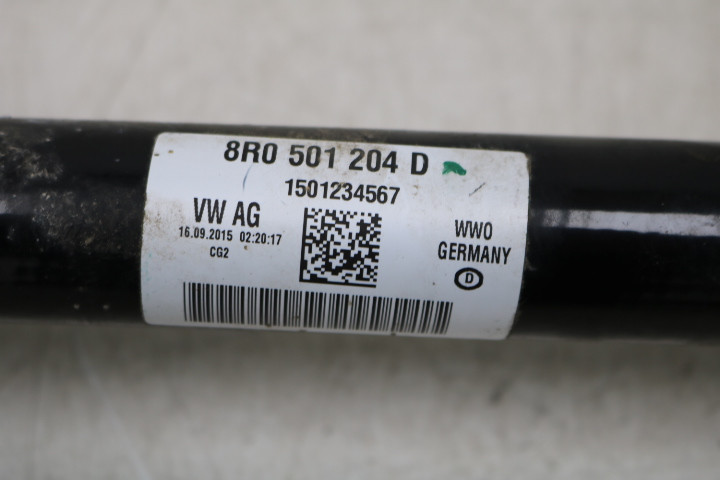 8R0 501 204 D
1501234567
VW AG
16.09.2015 02:20:17
CG2
WWO
GERMANY
D